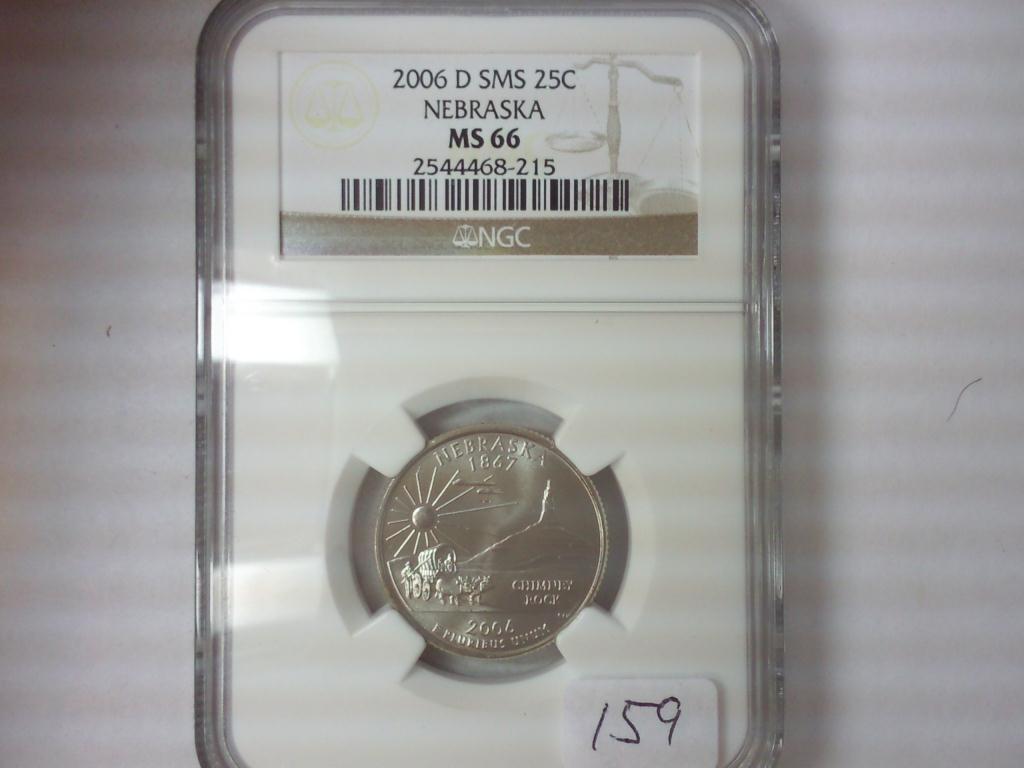 2006 D SMS 25C
NEBRASKA
MS 66
2544468-215
NGC
NEBRASKA
1867
CHIMNEY
ROCK
2006
E PLURIBUS UNUM
159